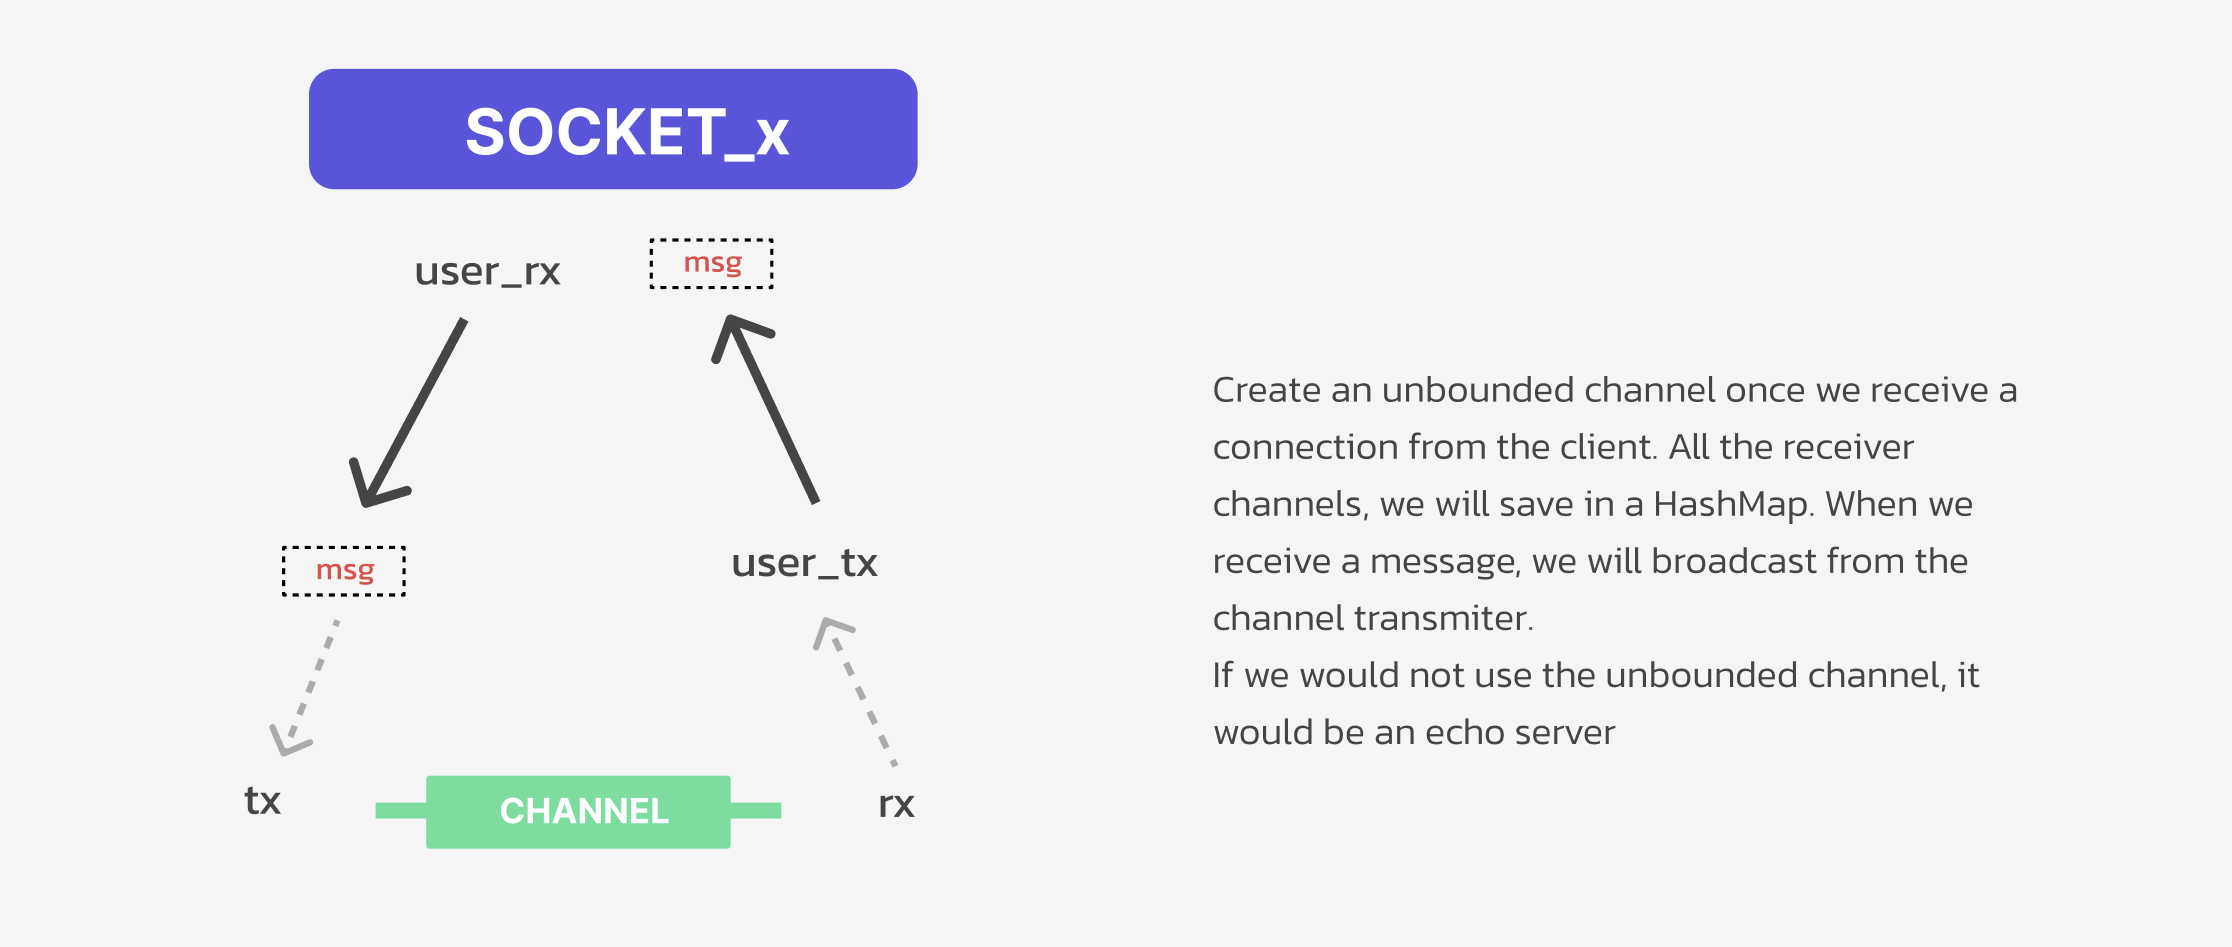 SOCKET_x
user_rx
msg
msg
user_tx
tx
CHANNEL
rx
Create an unbounded channel once we receive a
connection from the client. All the receiver
channels, we will save in a HashMap. When we
receive a message, we will broadcast from the
channel transmiter.
If we would not use the unbounded channel, it
would be an echo server